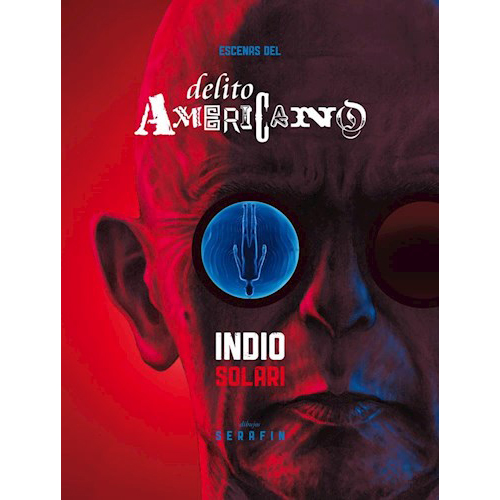 ESCENAS DEL
delito
AMERICANO
INDIO
SOLARI
dibujos
SERAFIN